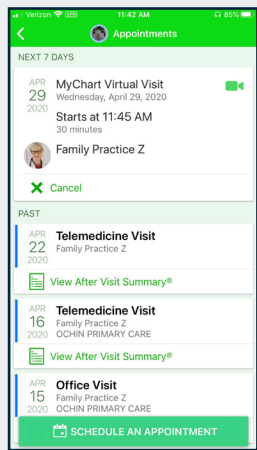 Verizon 11:42 AM 85%
Appointments
NEXT 7 DAYS
APR
29
2020
MyChart Virtual Visit
Wednesday, April 29, 2020
Starts at 11:45 AM
30 minutes
Family Practice Z
Cancel
PAST
APR
22
2020
Telemedicine Visit
Family Practice Z
View After Visit Summary®
APR
16
2020
Telemedicine Visit
Family Practice Z
OCHIN PRIMARY CARE
View After Visit Summary®
APR
15
2020
Office Visit
Family Practice Z
OCHIN PRIMARY CARE
SCHEDULE AN APPOINTMENT